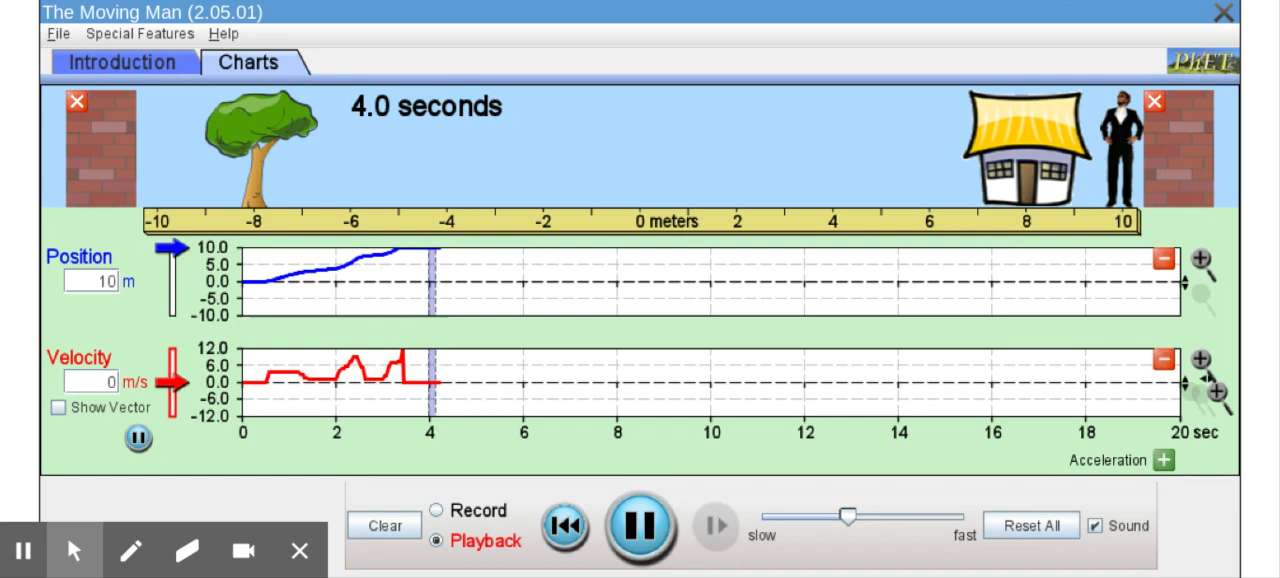 The Moving Man (2.05.01)
File Special Features Help
Introduction Charts
PhET
4.0 seconds
-10 -8 -6 -4 -2 0 meters 2 4 6 8 10
Position
10 m
10.0
5.0
0.0
-5.0
-10.0
Velocity
0 m/s
Show Vector
12.0
6.0
0.0
-6.0
-12.0
0 2 4 6 8 10 12 14 16 18 20 sec
Acceleration
Clear
Record
Playback
slow
fast
Reset All
Sound